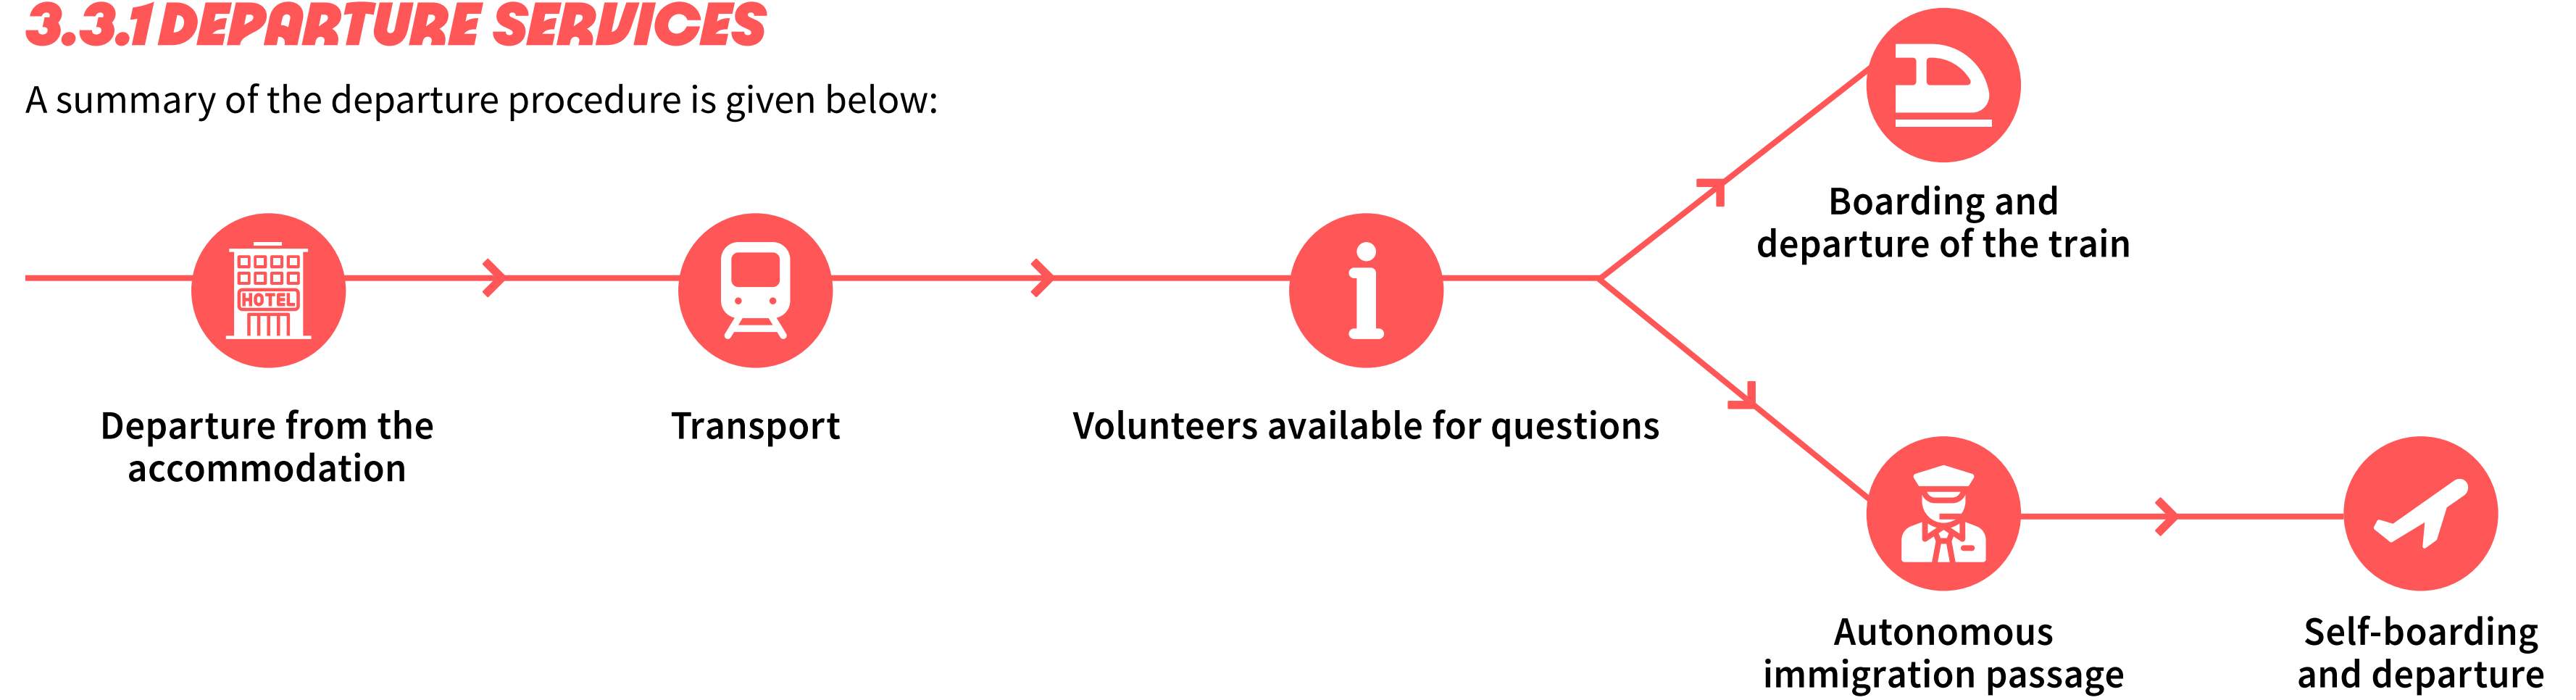 3.3.1 DEPARTURE SERVICES
A summary of the departure procedure is given below:
Boarding and
departure of the train
HOTEL
Departure from the
accommodation
Transport
Volunteers available for questions
Autonomous
immigration passage
Self-boarding
and departure